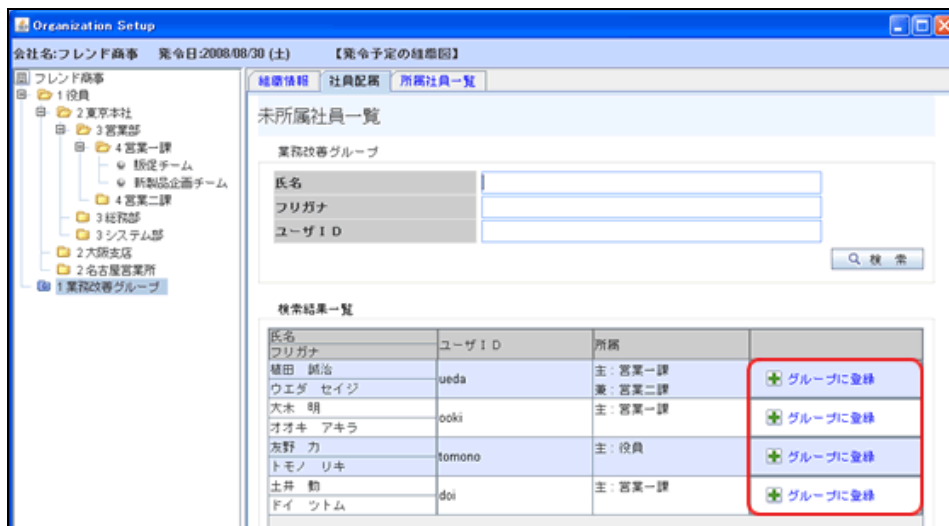 Organization Setup
会社名:フレンド商事 発令日:2008/08/30 (土) 【発令予定の組織図】
フレンド商事
1 役員
2 東京本社
3 営業部
4 営業一課
販促チーム
新製品企画チーム
4 営業二課
3 総務部
3 システム部
2 大阪支店
2 名古屋営業所
1 業務改善グループ
組織情報 社員配属 所属社員一覧
未所属社員一覧
業務改善グループ
氏名
フリガナ
ユーザID
検 索
検索結果一覧
氏名
フリガナ
ユーザID
所属
植田 誠治
ウエダ セイジ
ueda
主:営業一課
兼:営業二課
グループに登録
大木 明
オオキ アキラ
ooki
主:営業一課
グループに登録
友野 力
トモノ リキ
tomono
主:役員
グループに登録
土井 勤
ドイ ツトム
doi
主:営業一課
グループに登録